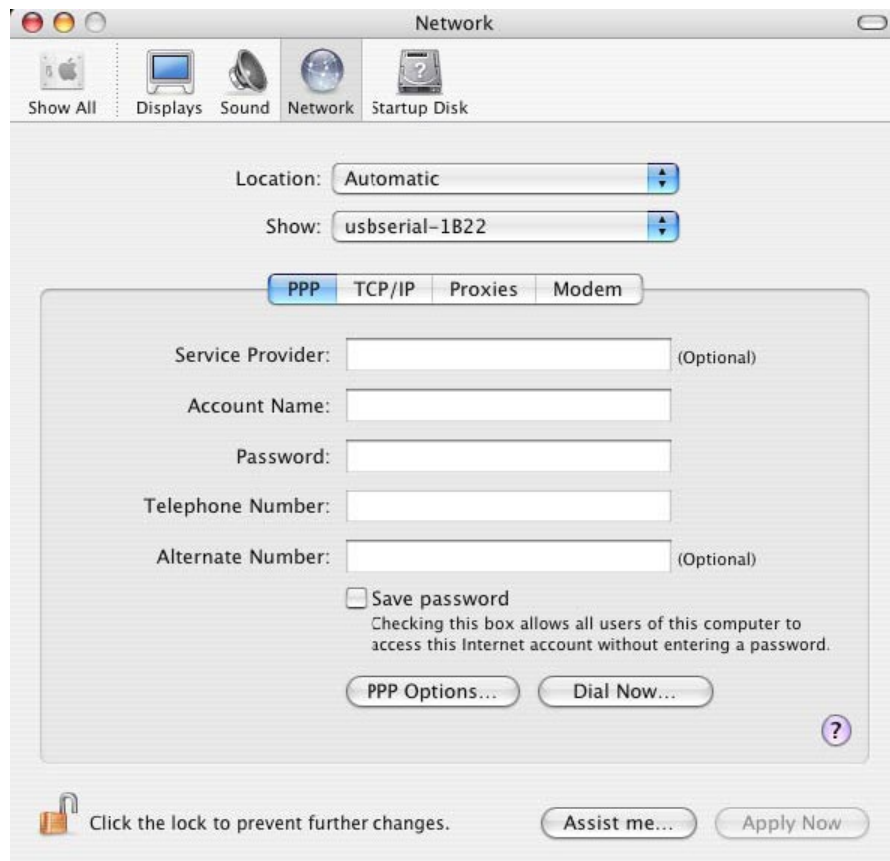 Network
Show All Displays Sound Network Startup Disk
Location: Automatic
Show: usbserial-1B22
PPP TCP/IP Proxies Modem
Service Provider: (Optional)
Account Name:
Password:
Telephone Number:
Alternate Number: (Optional)
Save password
Checking this box allows all users of this computer to
access this Internet account without entering a password.
PPP Options... Dial Now...
?
Click the lock to prevent further changes. Assist me... Apply Now